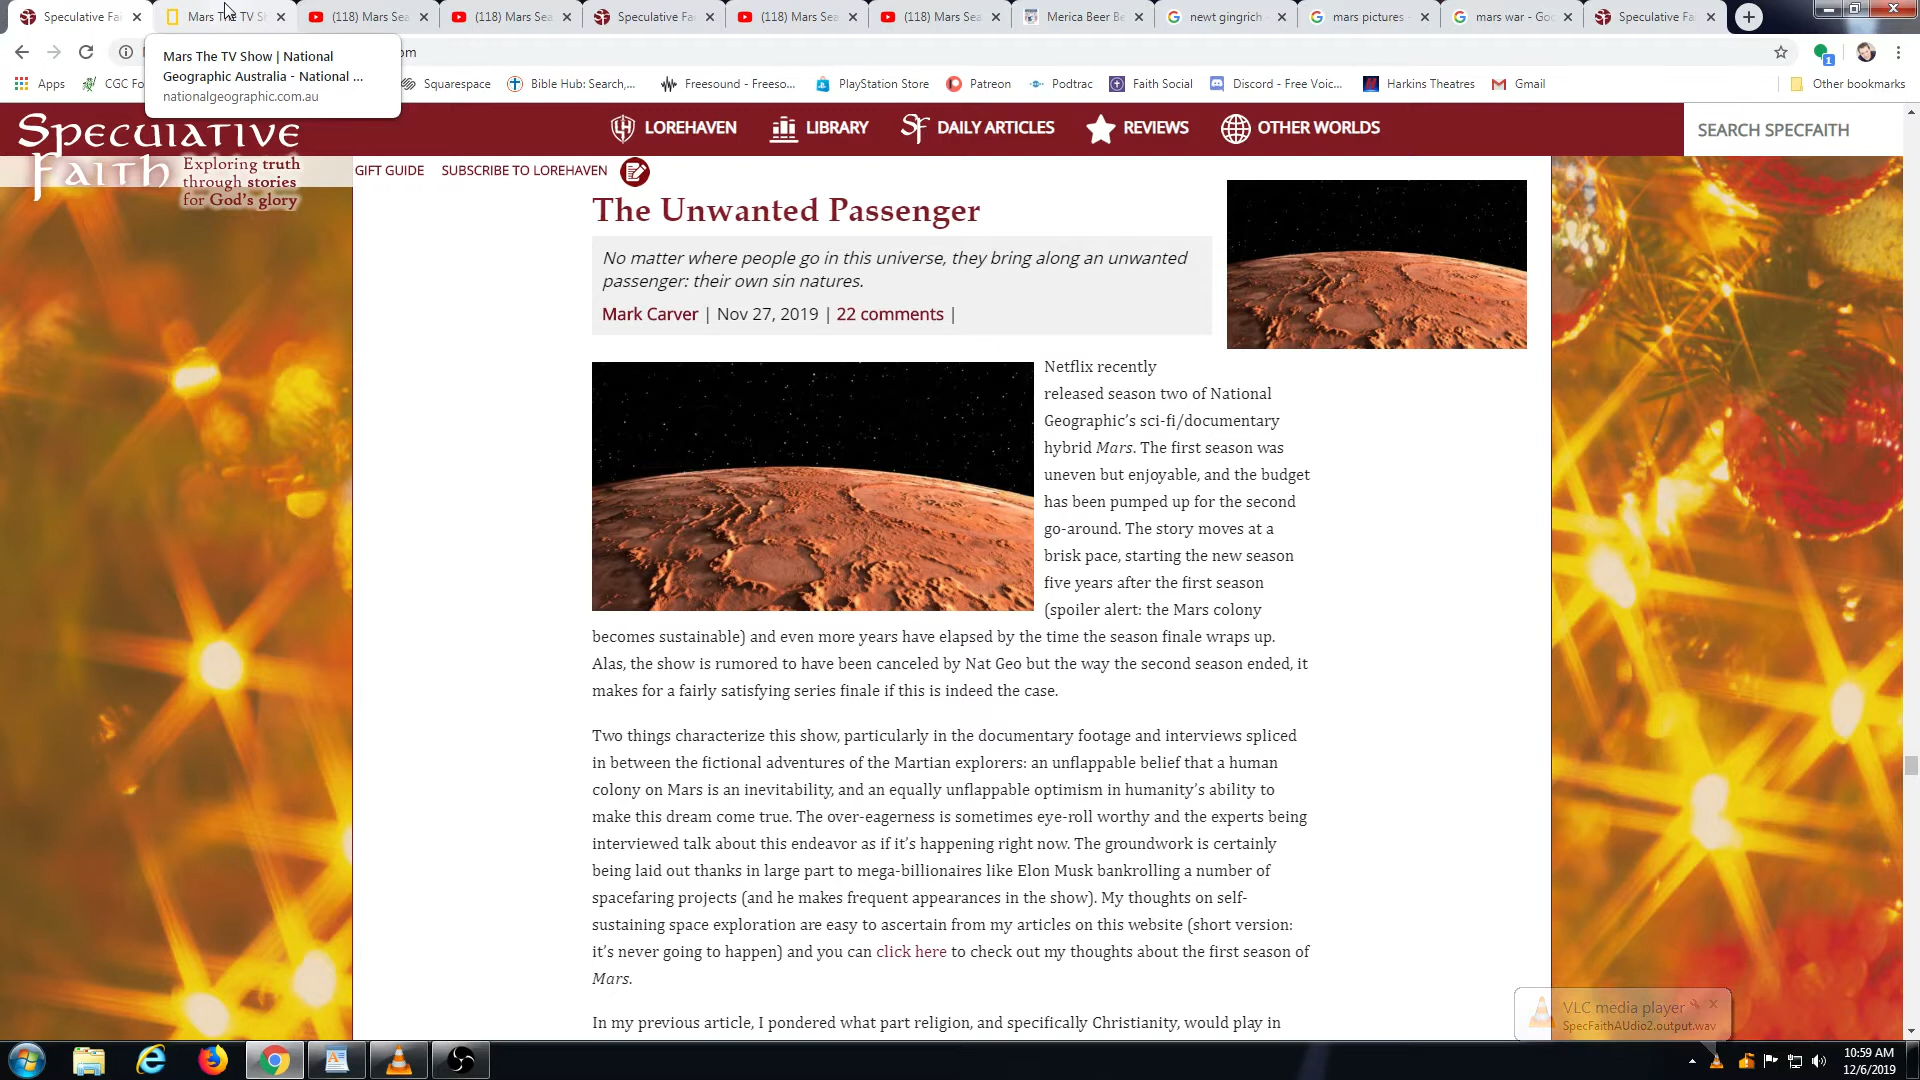 Speculative Fai
Mars The TV Sh
(118) Mars Sea
(118) Mars Sea
Speculative Fai
(118) Mars Sea
(118) Mars Sea
Merica Beer Be
newt gingrich -
mars pictures -
mars war - Goo
Speculative Fai
om
Mars The TV Show | National
Geographic Australia - National ...
nationalgeographic.com.au
Apps
CGC Fo
Squarespace
Bible Hub: Search,...
Freesound - Freeso...
PlayStation Store
Patreon
Podtrac
Faith Social
Discord - Free Voic...
Harkins Theatres
Gmail
Other bookmarks
Speculative
Faith
Exploring truth
through stories
for God's glory
LOREHAVEN
LIBRARY
DAILY ARTICLES
REVIEWS
OTHER WORLDS
SEARCH SPECFAITH
GIFT GUIDE
SUBSCRIBE TO LOREHAVEN
The Unwanted Passenger
No matter where people go in this universe, they bring along an unwanted
passenger: their own sin natures.
Mark Carver | Nov 27, 2019 | 22 comments |
Netflix recently
released season two of National
Geographic’s sci-fi/documentary
hybrid Mars. The first season was
uneven but enjoyable, and the budget
has been pumped up for the second
go-around. The story moves at a
brisk pace, starting the new season
five years after the first season
(spoiler alert: the Mars colony
becomes sustainable) and even more years have elapsed by the time the season finale wraps up.
Alas, the show is rumored to have been canceled by Nat Geo but the way the second season ended, it
makes for a fairly satisfying series finale if this is indeed the case.
Two things characterize this show, particularly in the documentary footage and interviews spliced
in between the fictional adventures of the Martian explorers: an unflappable belief that a human
colony on Mars is an inevitability, and an equally unflappable optimism in humanity’s ability to
make this dream come true. The over-eagerness is sometimes eye-roll worthy and the experts being
interviewed talk about this endeavor as if it’s happening right now. The groundwork is certainly
being laid out thanks in large part to mega-billionaires like Elon Musk bankrolling a number of
spacefaring projects (and he makes frequent appearances in the show). My thoughts on self-
sustaining space exploration are easy to ascertain from my articles on this website (short version:
it’s never going to happen) and you can click here to check out my thoughts about the first season of
Mars.
In my previous article, I pondered what part religion, and specifically Christianity, would play in
VLC media player
SpecFaithAUdio2.output.wav
10:59 AM
12/6/2019